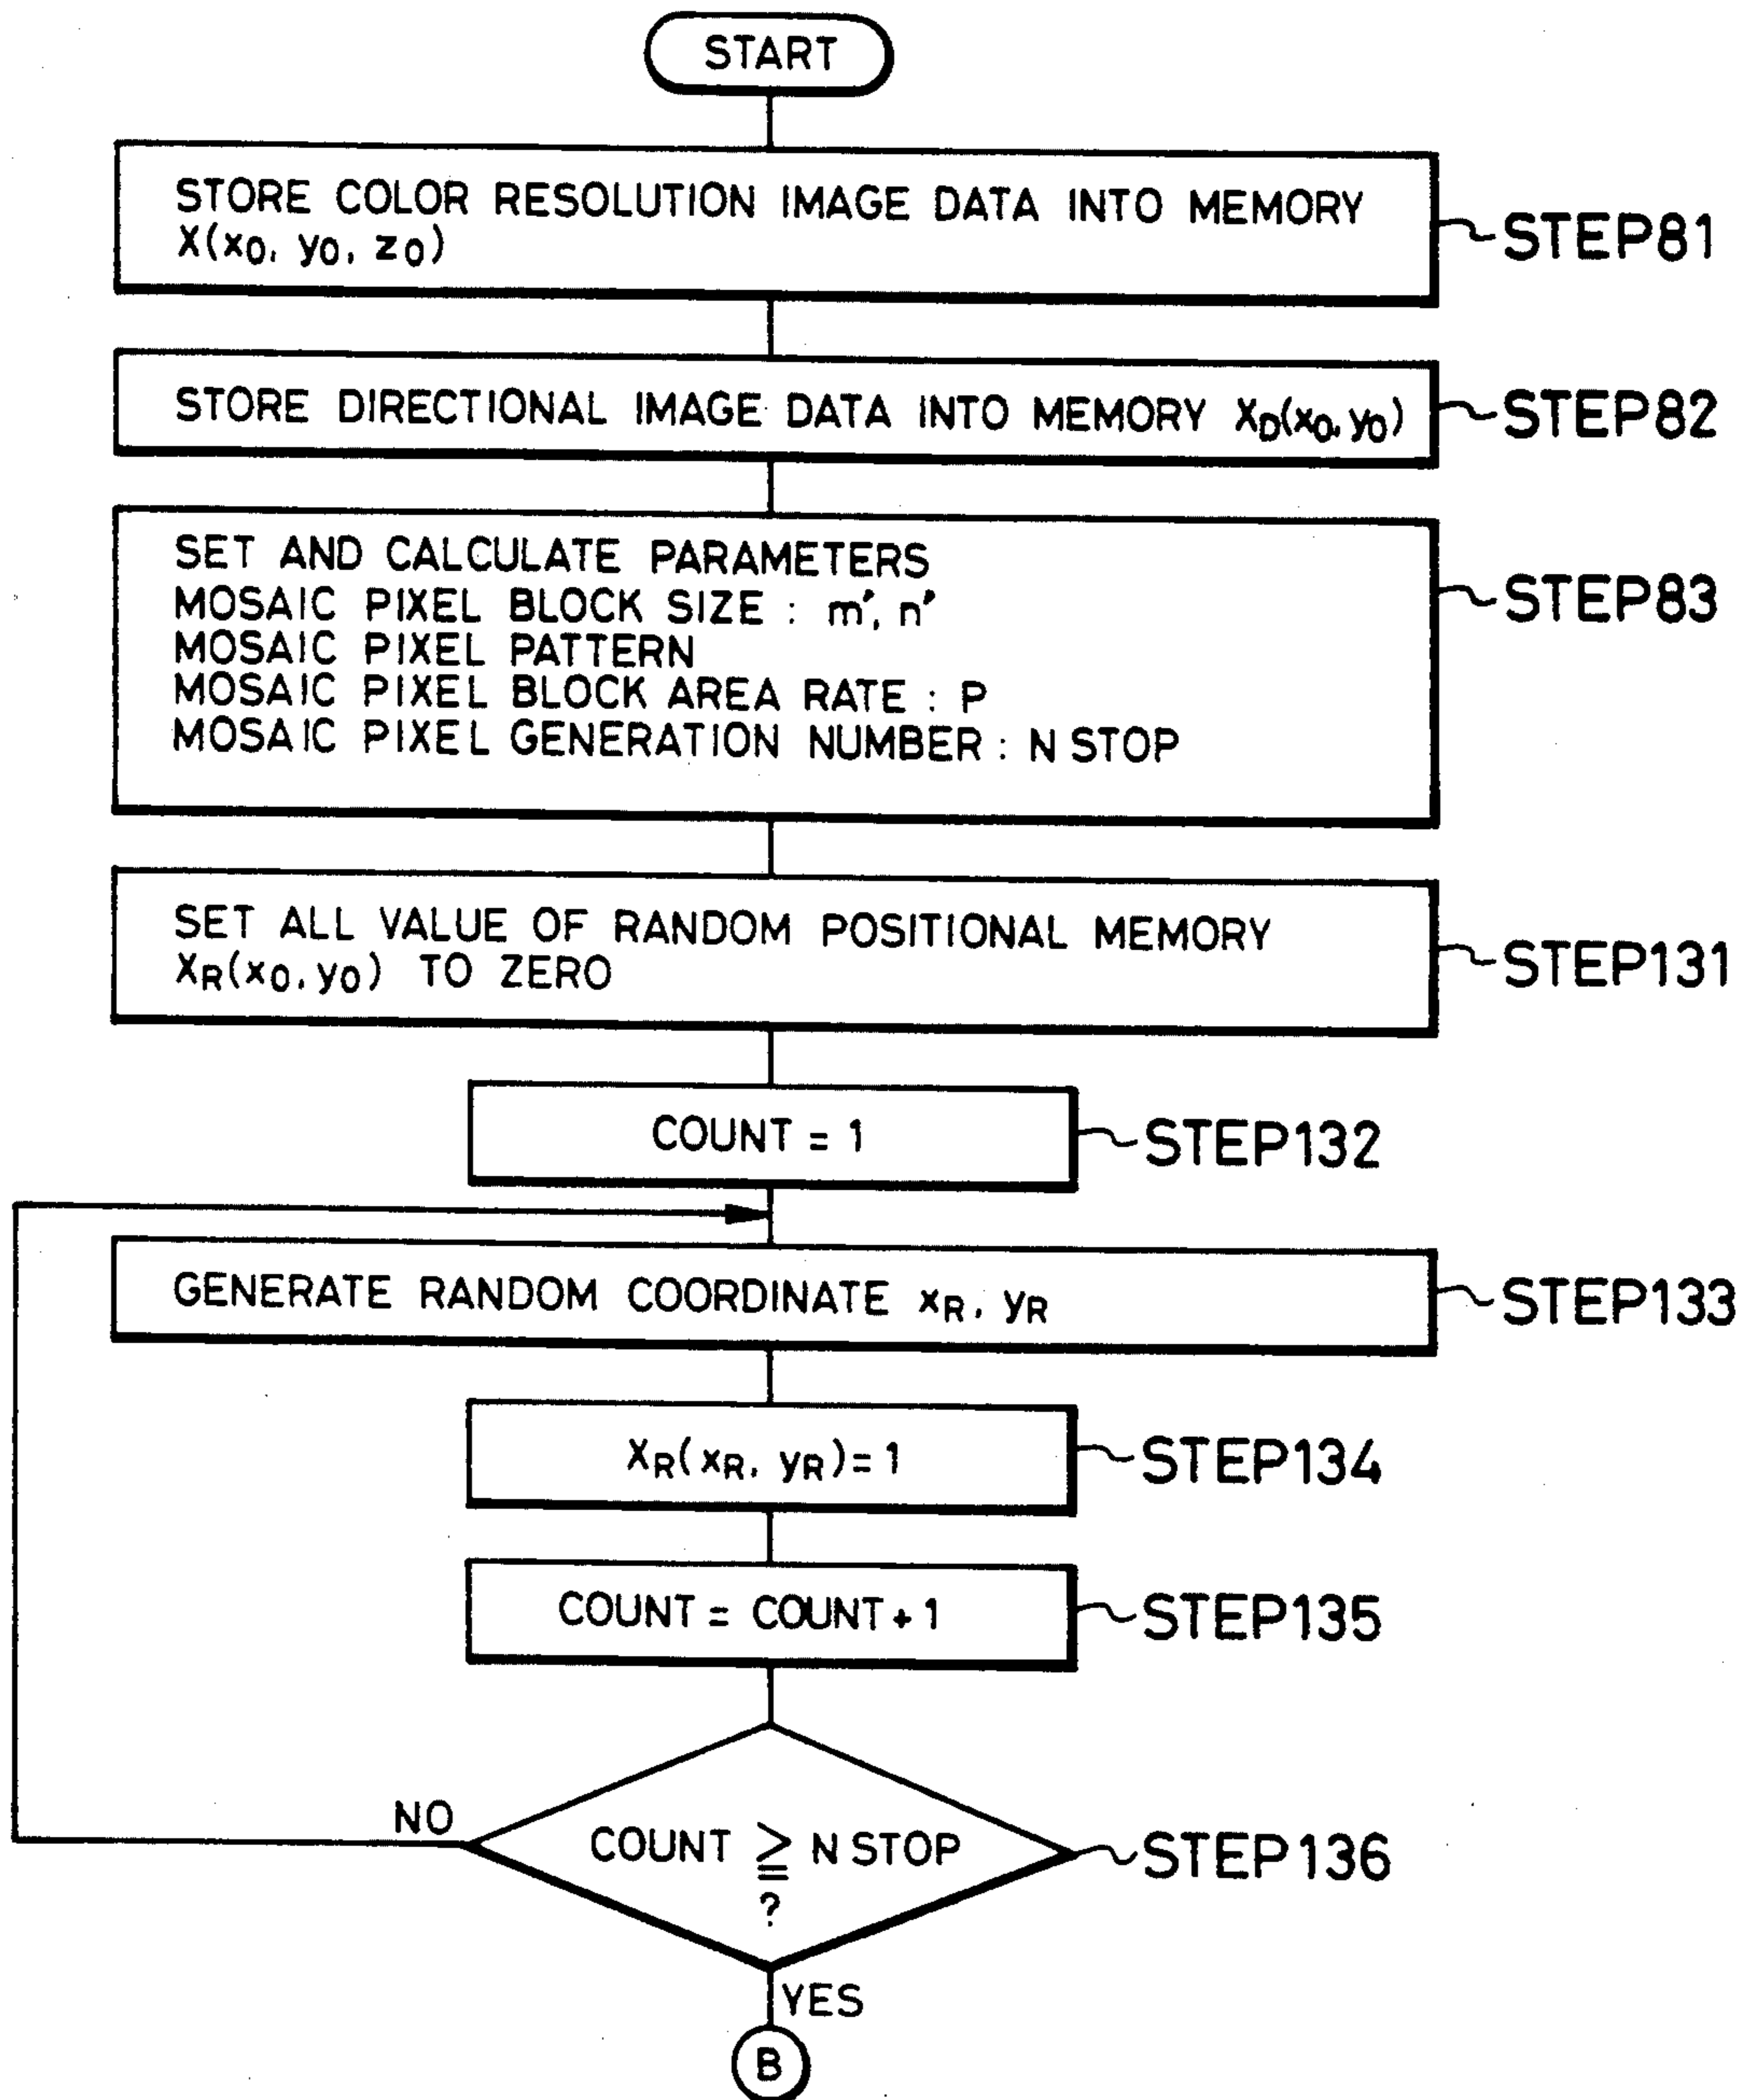 START
STORE COLOR RESOLUTION IMAGE DATA INTO MEMORY
X(x0, y0, z0)
STEP81
STORE DIRECTIONAL IMAGE DATA INTO MEMORY XD(x0, y0)
STEP82
SET AND CALCULATE PARAMETERS
MOSAIC PIXEL BLOCK SIZE : m', n'
MOSAIC PIXEL PATTERN
MOSAIC PIXEL BLOCK AREA RATE : P
MOSAIC PIXEL GENERATION NUMBER : N STOP
STEP83
SET ALL VALUE OF RANDOM POSITIONAL MEMORY
XR(x0, y0) TO ZERO
STEP131
COUNT = 1
STEP132
GENERATE RANDOM COORDINATE xR, yR
STEP133
XR(xR, yR) = 1
STEP134
COUNT = COUNT + 1
STEP135
NO
COUNT ≧ N STOP
?
STEP136
YES
B